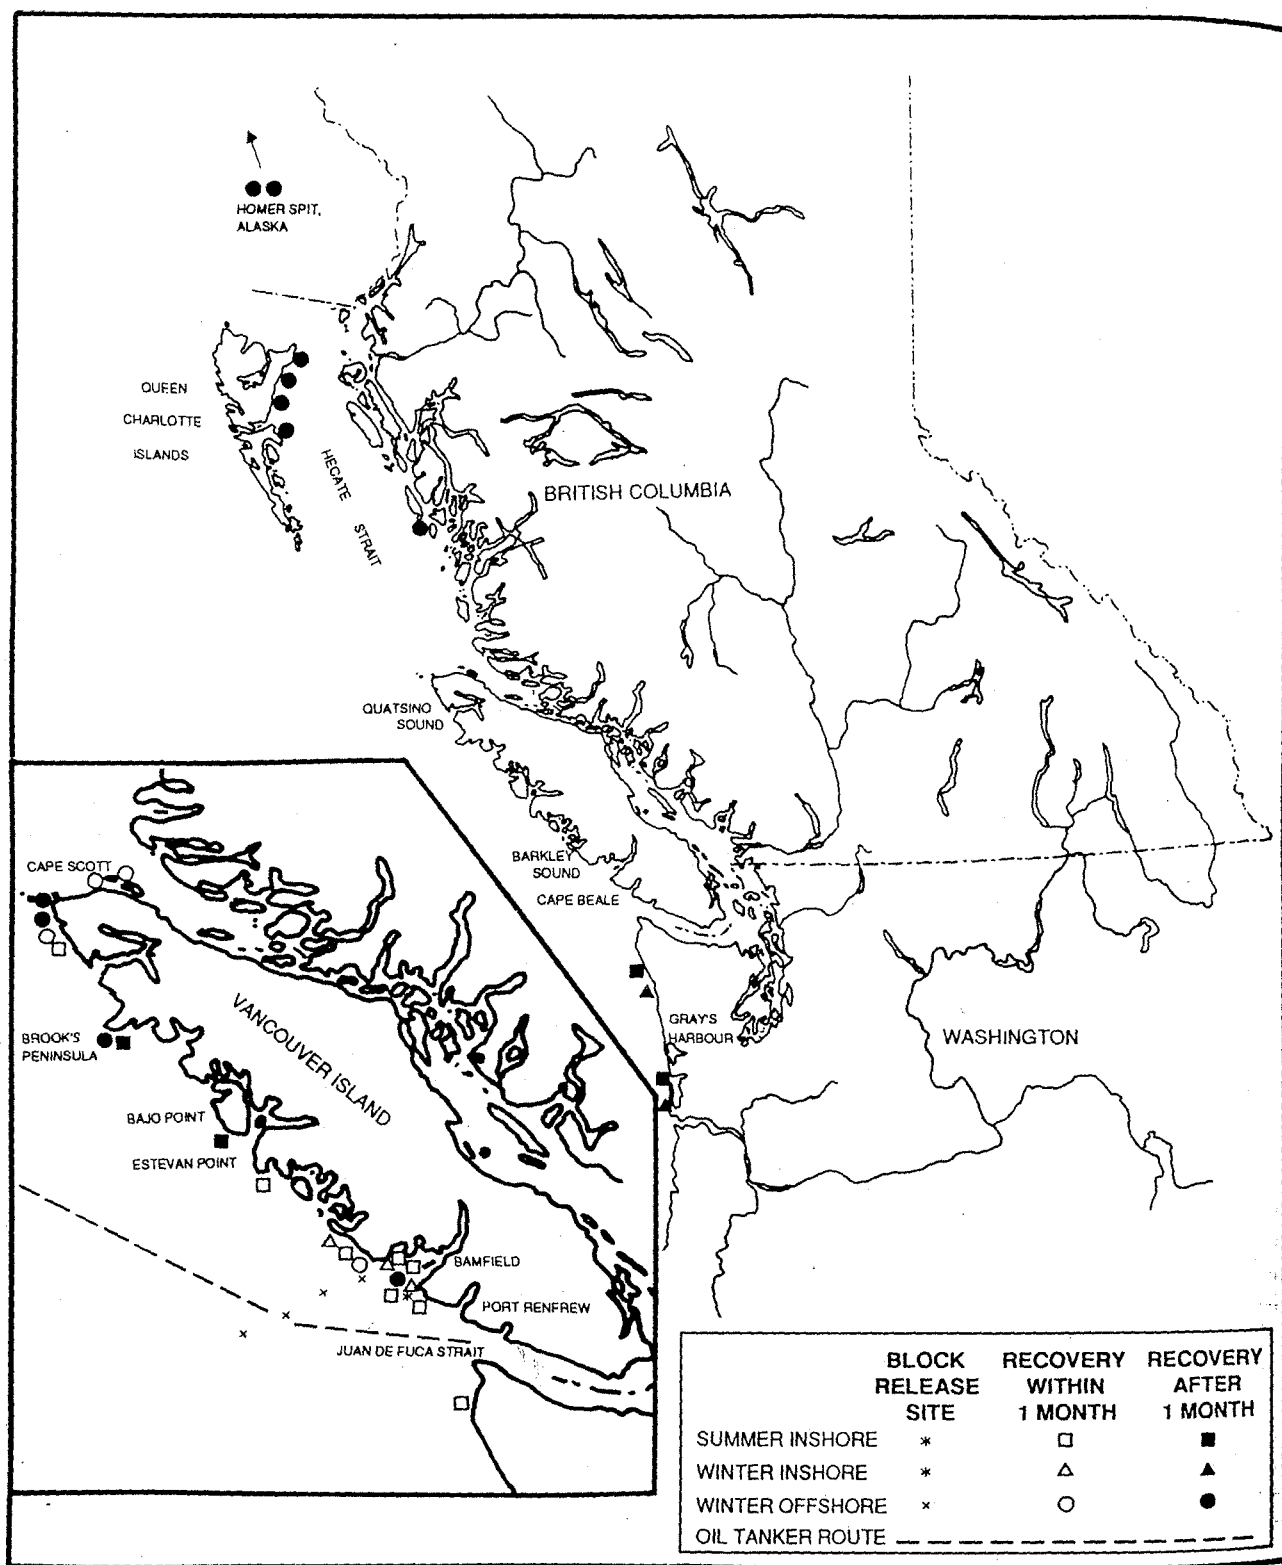 HOMER SPIT,
ALASKA
QUEEN
CHARLOTTE
ISLANDS
HECATE STRAIT
BRITISH COLUMBIA
QUATSINO
SOUND
BARKLEY
SOUND
CAPE BEALE
GRAY'S
HARBOUR
WASHINGTON
CAPE SCOTT
VANCOUVER ISLAND
BROOK'S
PENINSULA
BAJO POINT
ESTEVAN POINT
BAMFIELD
PORT RENFREW
JUAN DE FUCA STRAIT
BLOCK RECOVERY RECOVERY
RELEASE WITHIN AFTER
SITE 1 MONTH 1 MONTH
SUMMER INSHORE * □ ■
WINTER INSHORE * △ ▲
WINTER OFFSHORE × ○ ●
OIL TANKER ROUTE